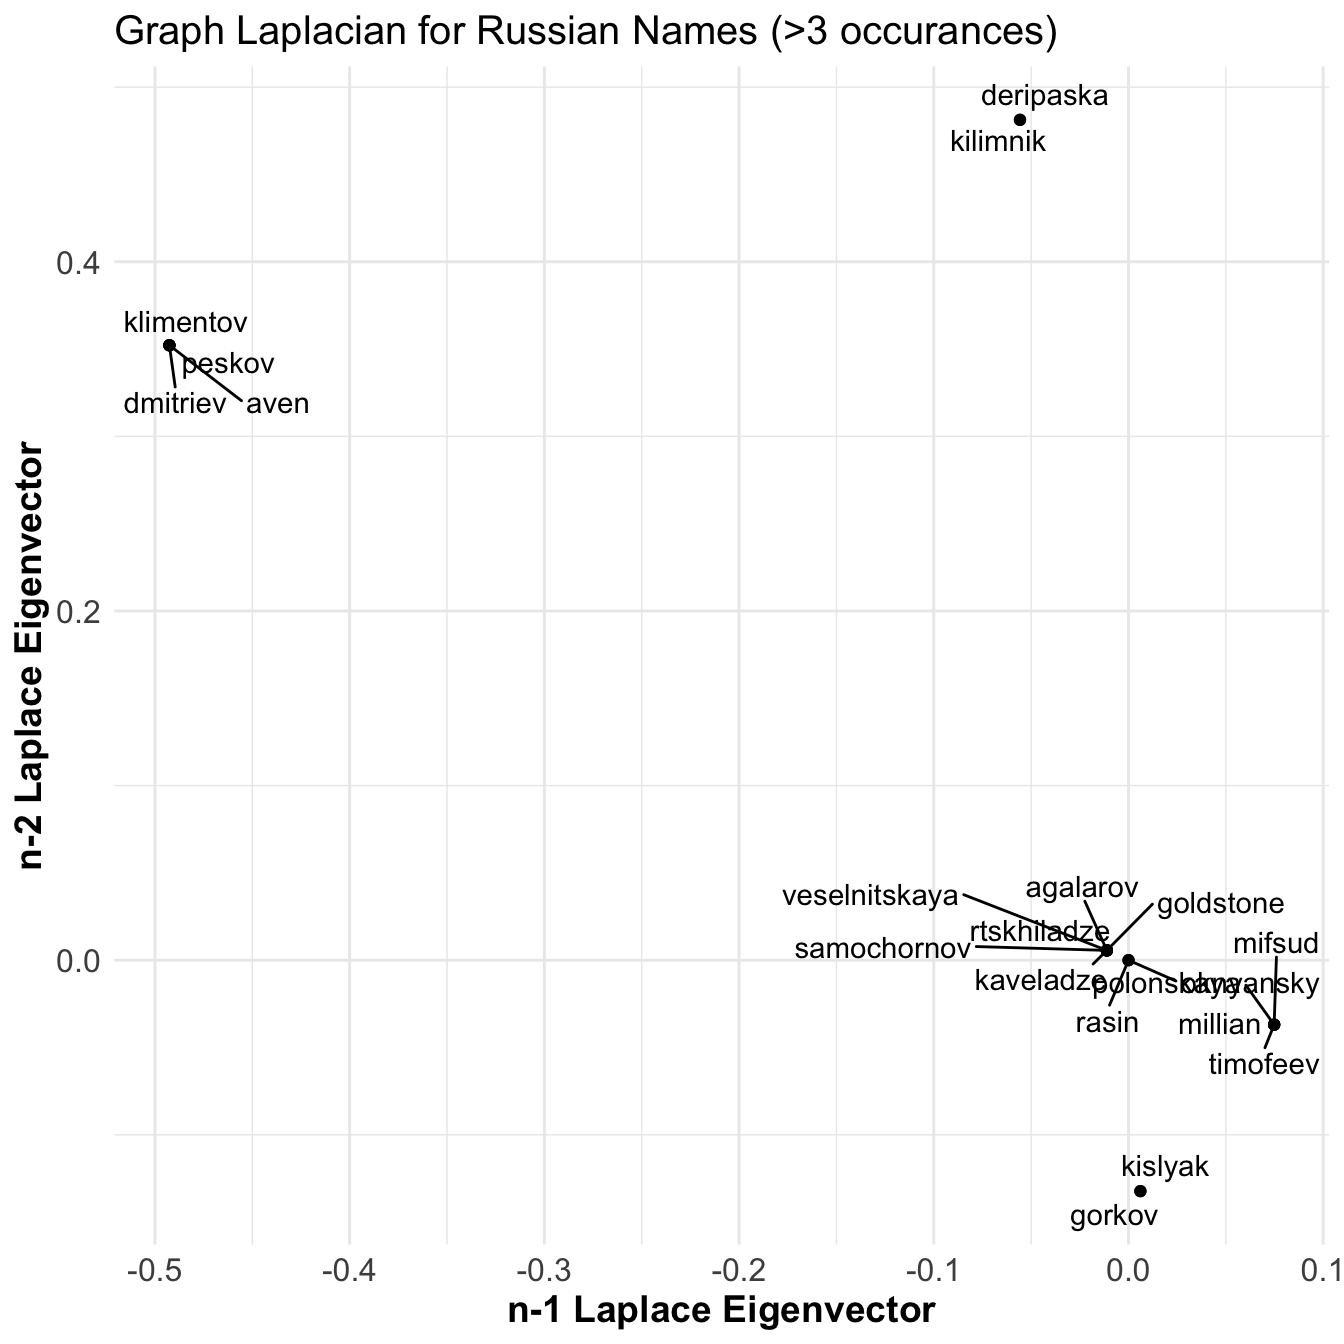 Graph Laplacian for Russian Names (>3 occurances)
deripaska
kilimnik
0.4
klimentov
peskov
dmitriev aven
n-2 Laplace Eigenvector
0.2
agalarov
veselnitskaya
goldstone
rtskhiladze
samochornov
mifsud
0.0
kaveladze
polonskaya
rasin
millian
timofeev
kislyak
gorkov
-0.5 -0.4 -0.3 -0.2 -0.1 0.0 0.1
n-1 Laplace Eigenvector